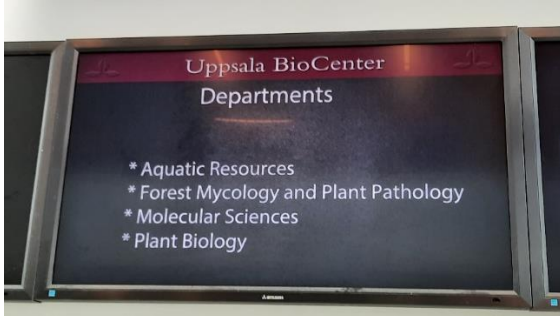 Uppsala BioCenter
Departments
* Aquatic Resources
* Forest Mycology and Plant Pathology
* Molecular Sciences
* Plant Biology